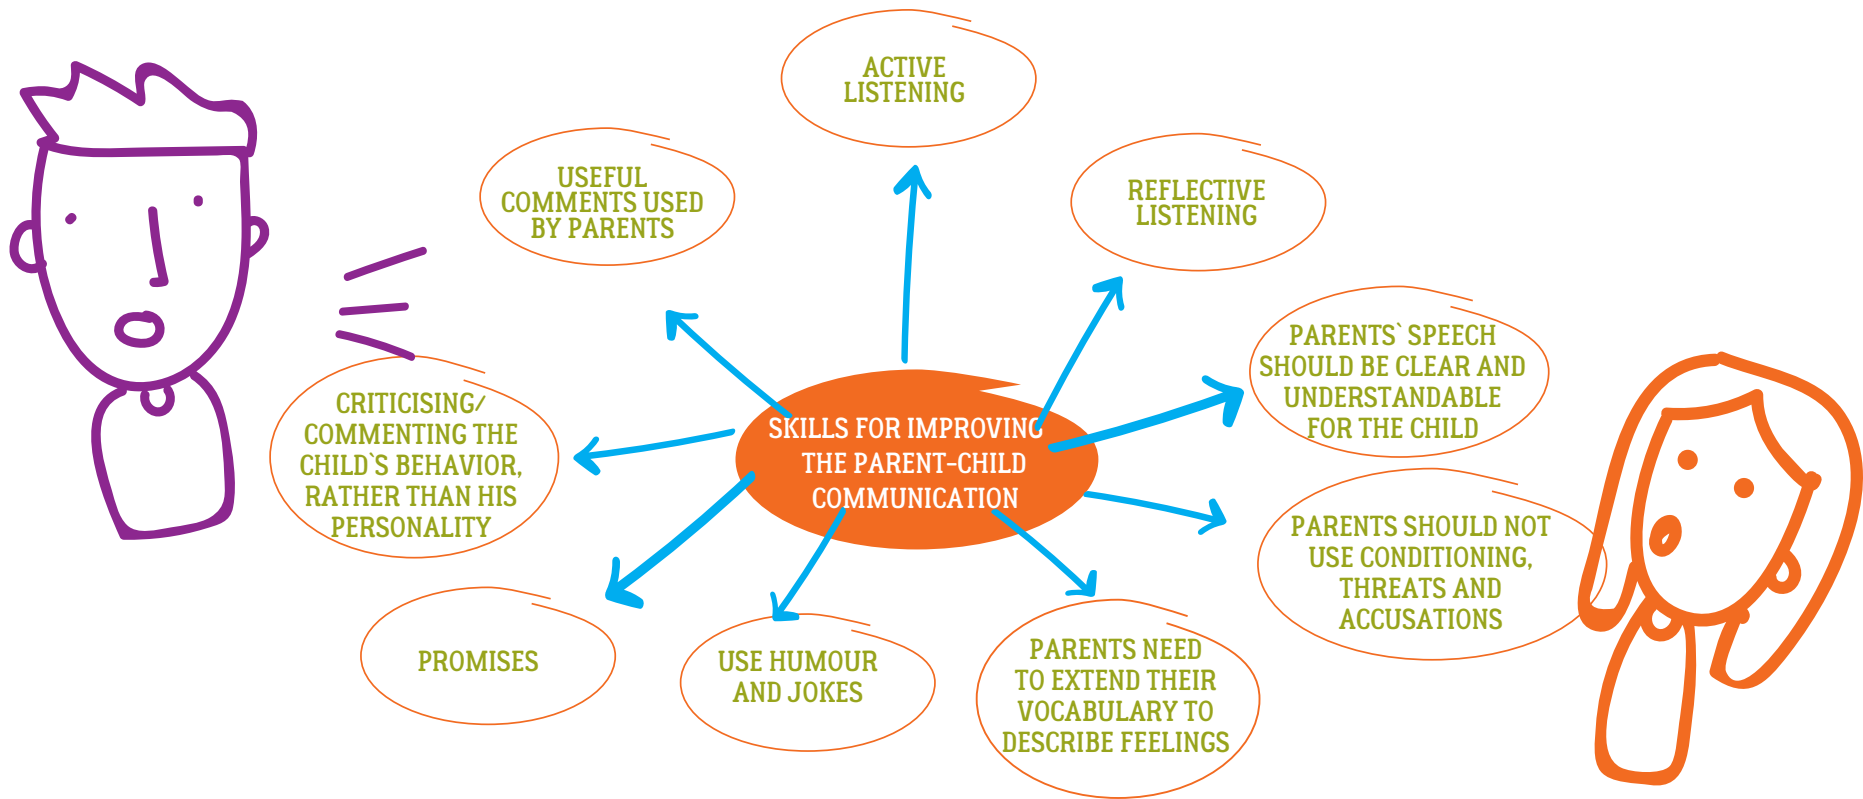 ACTIVE
LISTENING
USEFUL
COMMENTS USED
BY PARENTS
REFLECTIVE
LISTENING
PARENTS` SPEECH
SHOULD BE CLEAR AND
UNDERSTANDABLE
FOR THE CHILD
CRITICISING/
COMMENTING THE
CHILD`S BEHAVIOR,
RATHER THAN HIS
PERSONALITY
SKILLS FOR IMPROVING
THE PARENT-CHILD
COMMUNICATION
PARENTS SHOULD NOT
USE CONDITIONING,
THREATS AND
ACCUSATIONS
PROMISES
USE HUMOUR
AND JOKES
PARENTS NEED
TO EXTEND THEIR
VOCABULARY TO
DESCRIBE FEELINGS